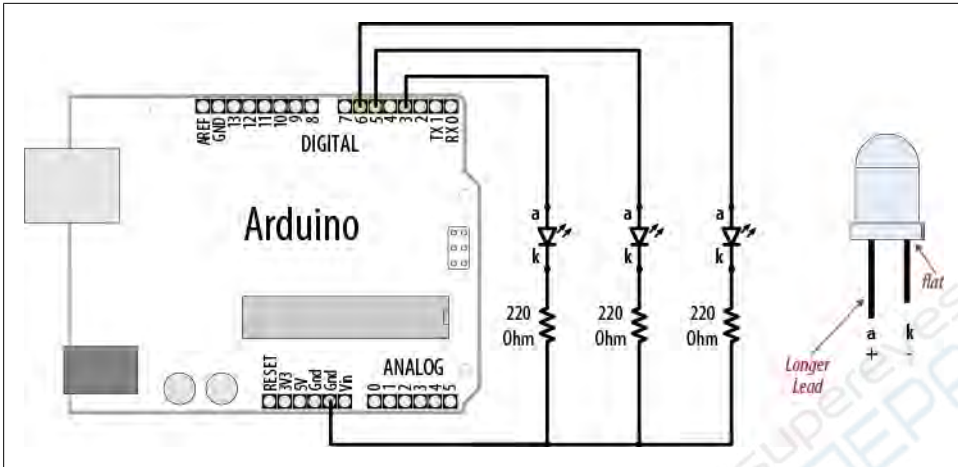 AREF
GND
13
12
11
10
9
8
7
6
5
4
3
2
TX 1
RX 0
DIGITAL
Arduino
a
k
220
Ohm
a
k
220
Ohm
a
k
220
Ohm
RESET
3V3
5V
Gnd
Gnd
Vin
ANALOG
0
1
2
3
4
5
flat
a
+
k
-
Longer
Lead
supereyes